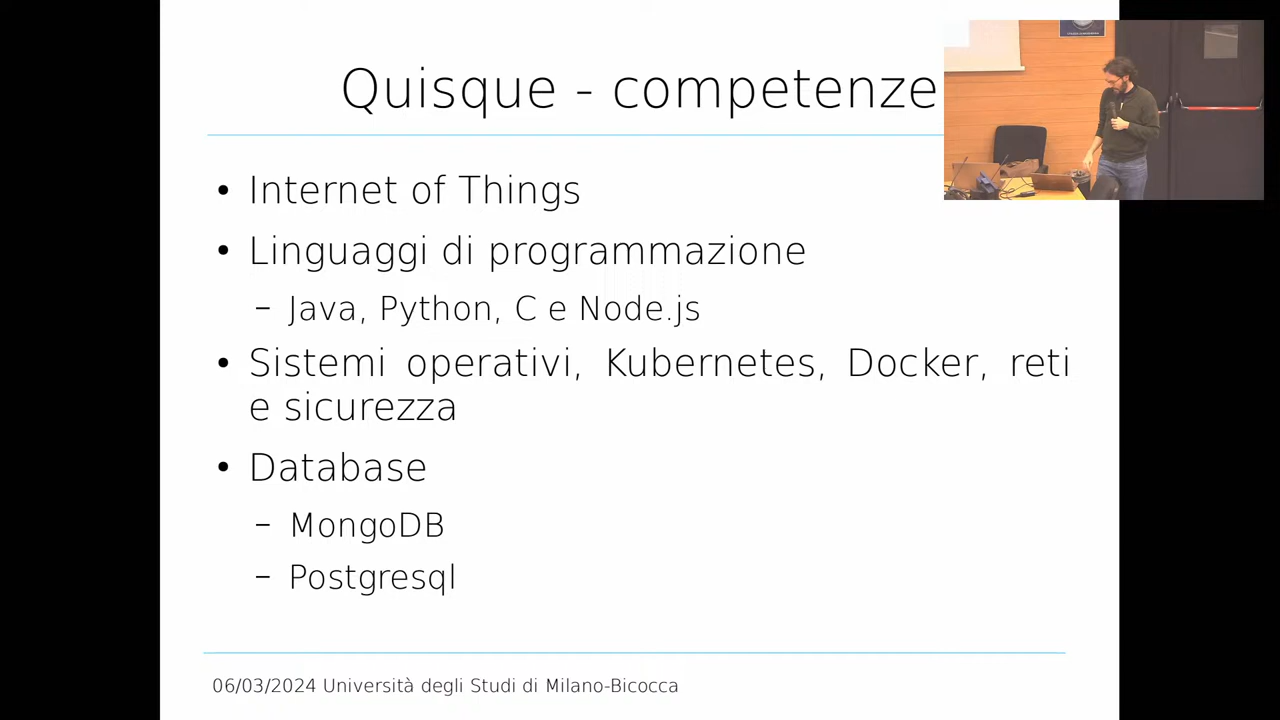 Quisque - competenze
• Internet of Things
• Linguaggi di programmazione
– Java, Python, C e Node.js
• Sistemi operativi, Kubernetes, Docker, reti
e sicurezza
• Database
– MongoDB
– Postgresql
06/03/2024 Università degli Studi di Milano-Bicocca